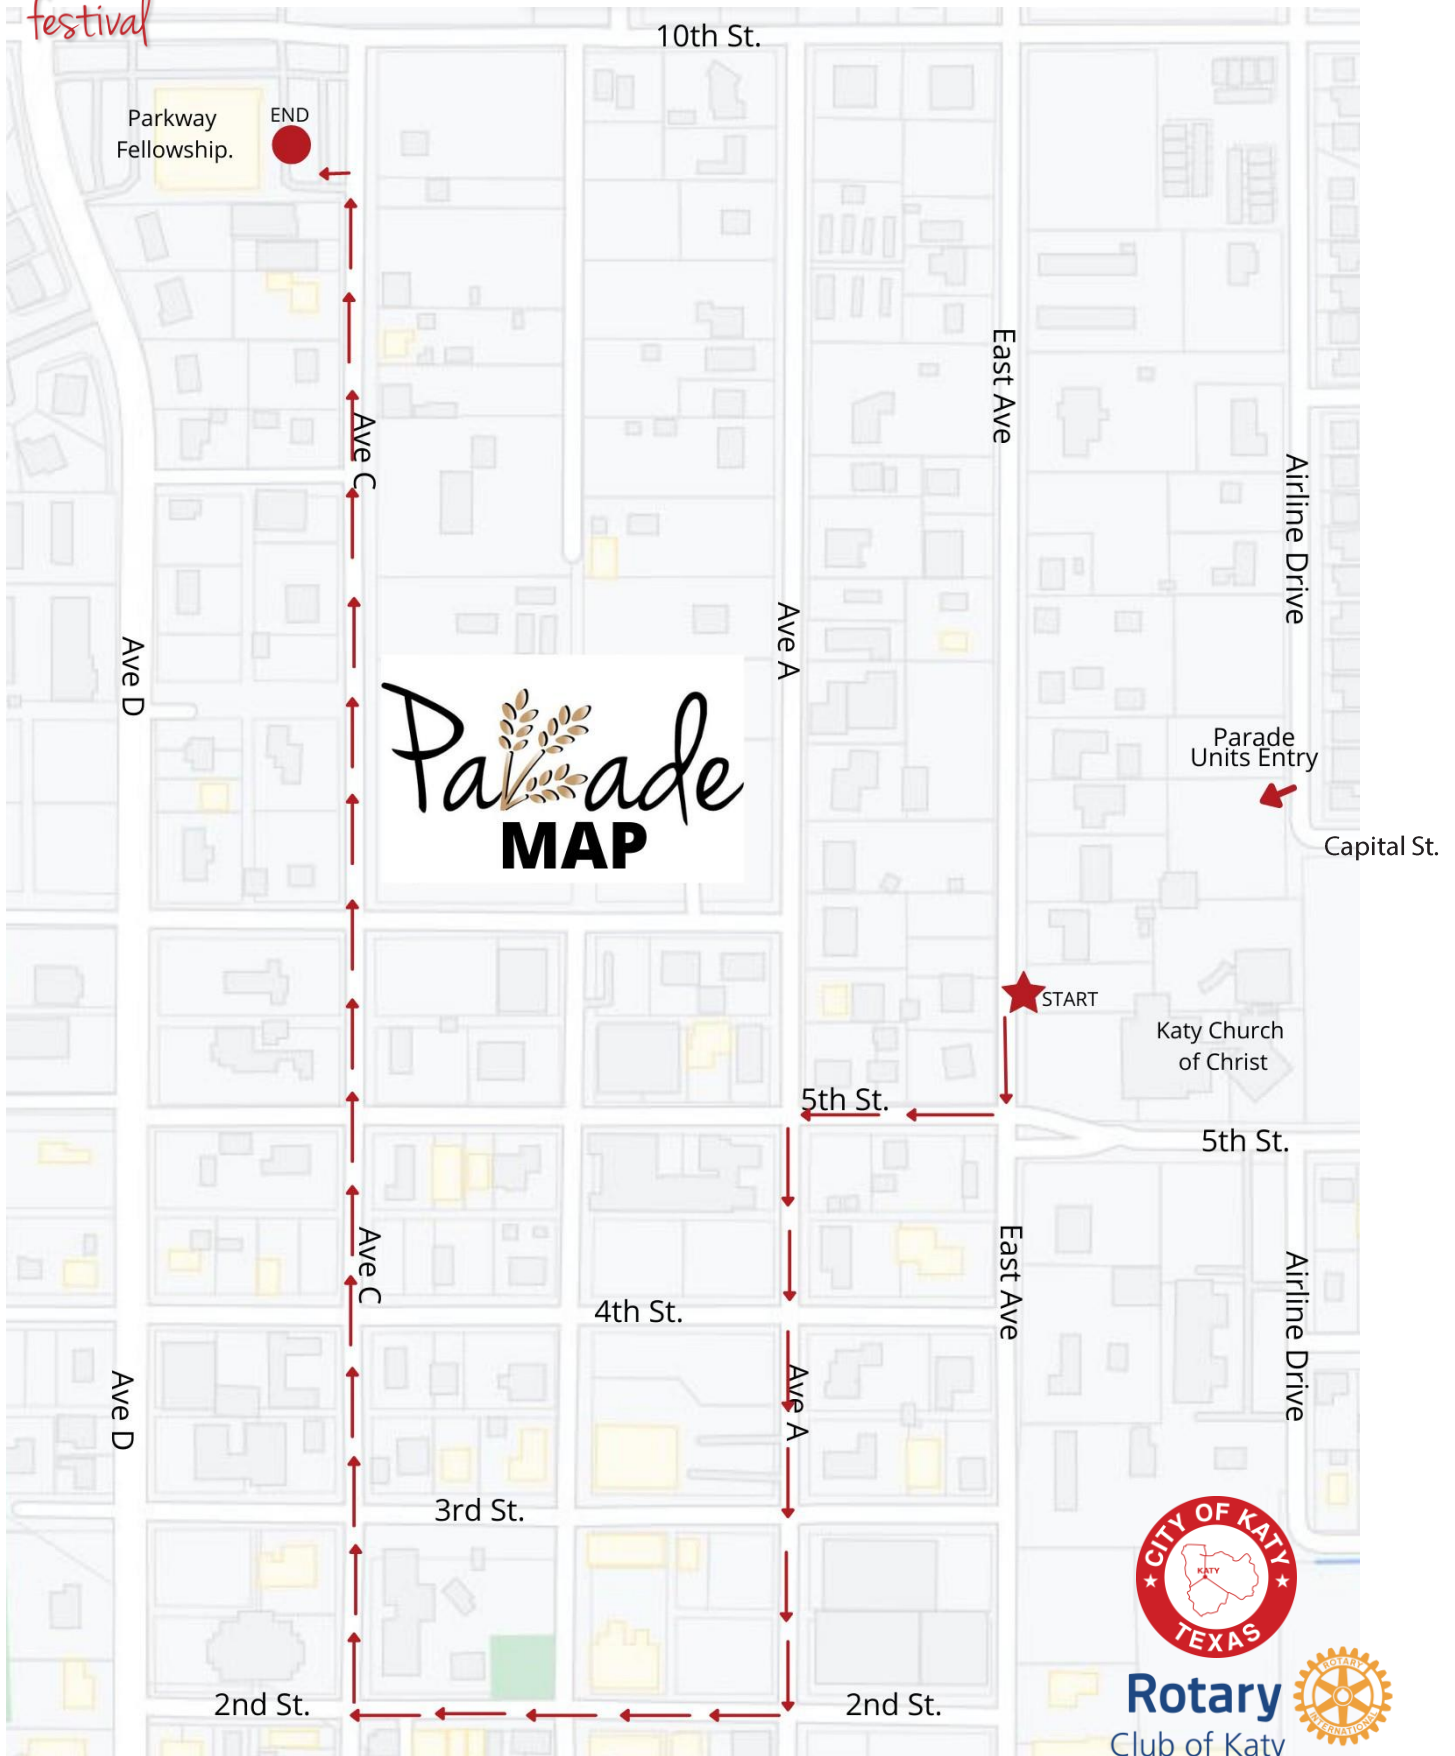 festival
10th St.
Parkway
Fellowship.
END
East Ave
Ave C
Airline Drive
Ave A
Ave D
Parade
MAP
Parade
Units Entry
Capital St.
START
Katy Church
of Christ
5th St.
5th St.
Ave C
East Ave
Airline Drive
4th St.
Ave A
Ave D
3rd St.
CITY OF KATY
KATY
TEXAS
2nd St.
2nd St.
Rotary
Club of Katy
ROTARY
INTERNATIONAL